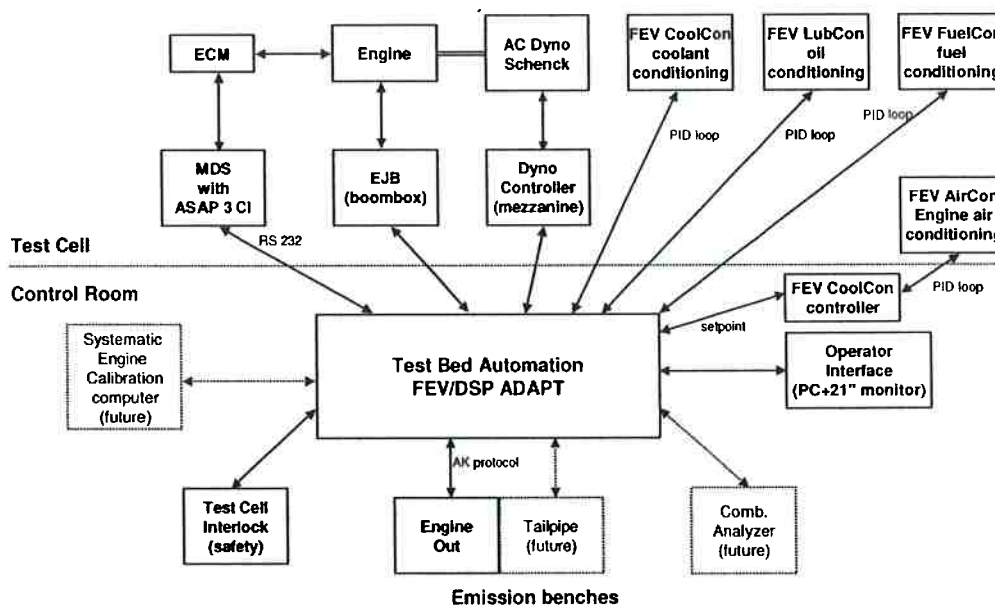 ECM
Engine
AC Dyno
Schenck
FEV CoolCon
coolant
conditioning
FEV LubCon
oil
conditioning
FEV FuelCon
fuel
conditioning
PID loop
PID loop
PID loop
MDS
with
ASAP 3 CI
EJB
(boombox)
Dyno
Controller
(mezzanine)
FEV AirCon
Engine air
conditioning
RS 232
Test Cell
Control Room
PID loop
FEV CoolCon
controller
setpoint
Systematic
Engine
Calibration
computer
(future)
Test Bed Automation
FEV/DSP ADAPT
Operator
Interface
(PC+21" monitor)
AK protocol
Test Cell
Interlock
(safety)
Engine
Out
Tailpipe
(future)
Comb.
Analyzer
(future)
Emission benches